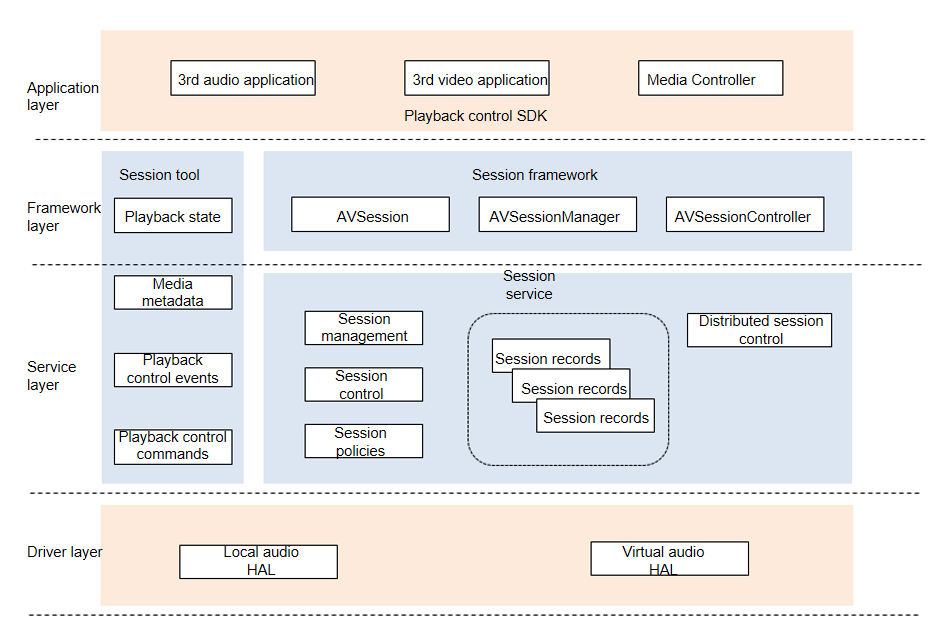 Application
layer
3rd audio application
3rd video application
Media Controller
Playback control SDK
Framework
layer
Session tool
Playback state
Session framework
AVSession
AVSessionManager
AVSessionController
Service
layer
Media
metadata
Playback
control events
Playback control
commands
Session
service
Session
management
Session
control
Session
policies
Session records
Session records
Session records
Distributed session
control
Driver layer
Local audio
HAL
Virtual audio
HAL